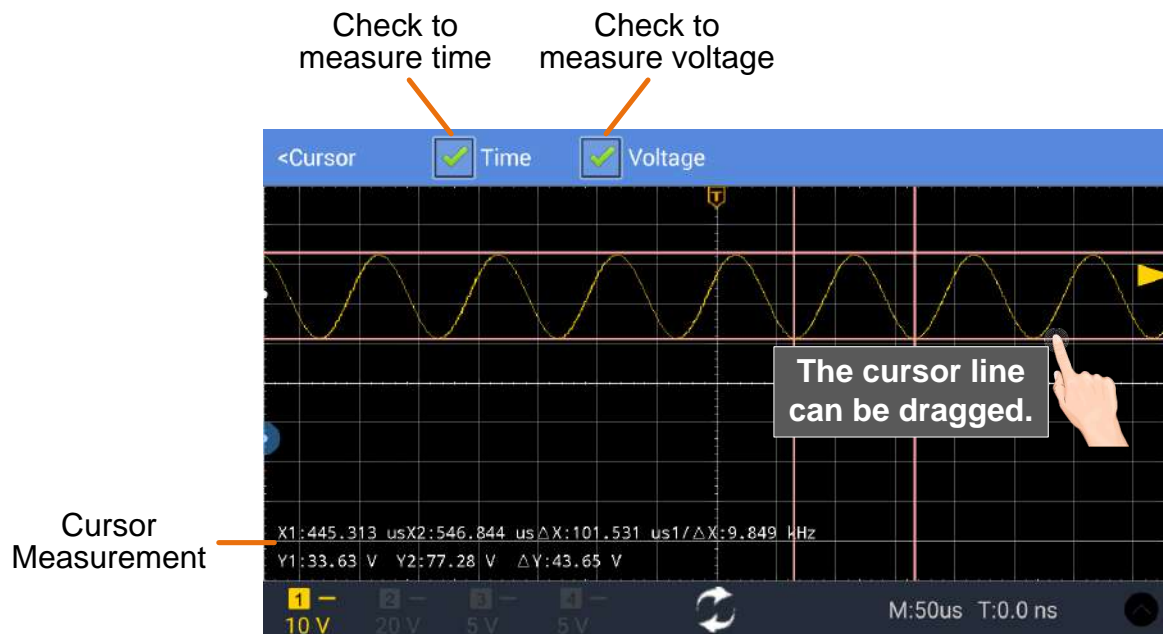 Check to
measure time
Check to
measure voltage
<Cursor
Time
Voltage
T
The cursor line
can be dragged.
Cursor
Measurement
X1:445.313 usX2:546.844 us△X:101.531 us1/△X:9.849 kHz
Y1:33.63 V Y2:77.28 V △Y:43.65 V
1 2 3 4
10 V 20 V 5 V 5 V
M:50us T:0.0 ns